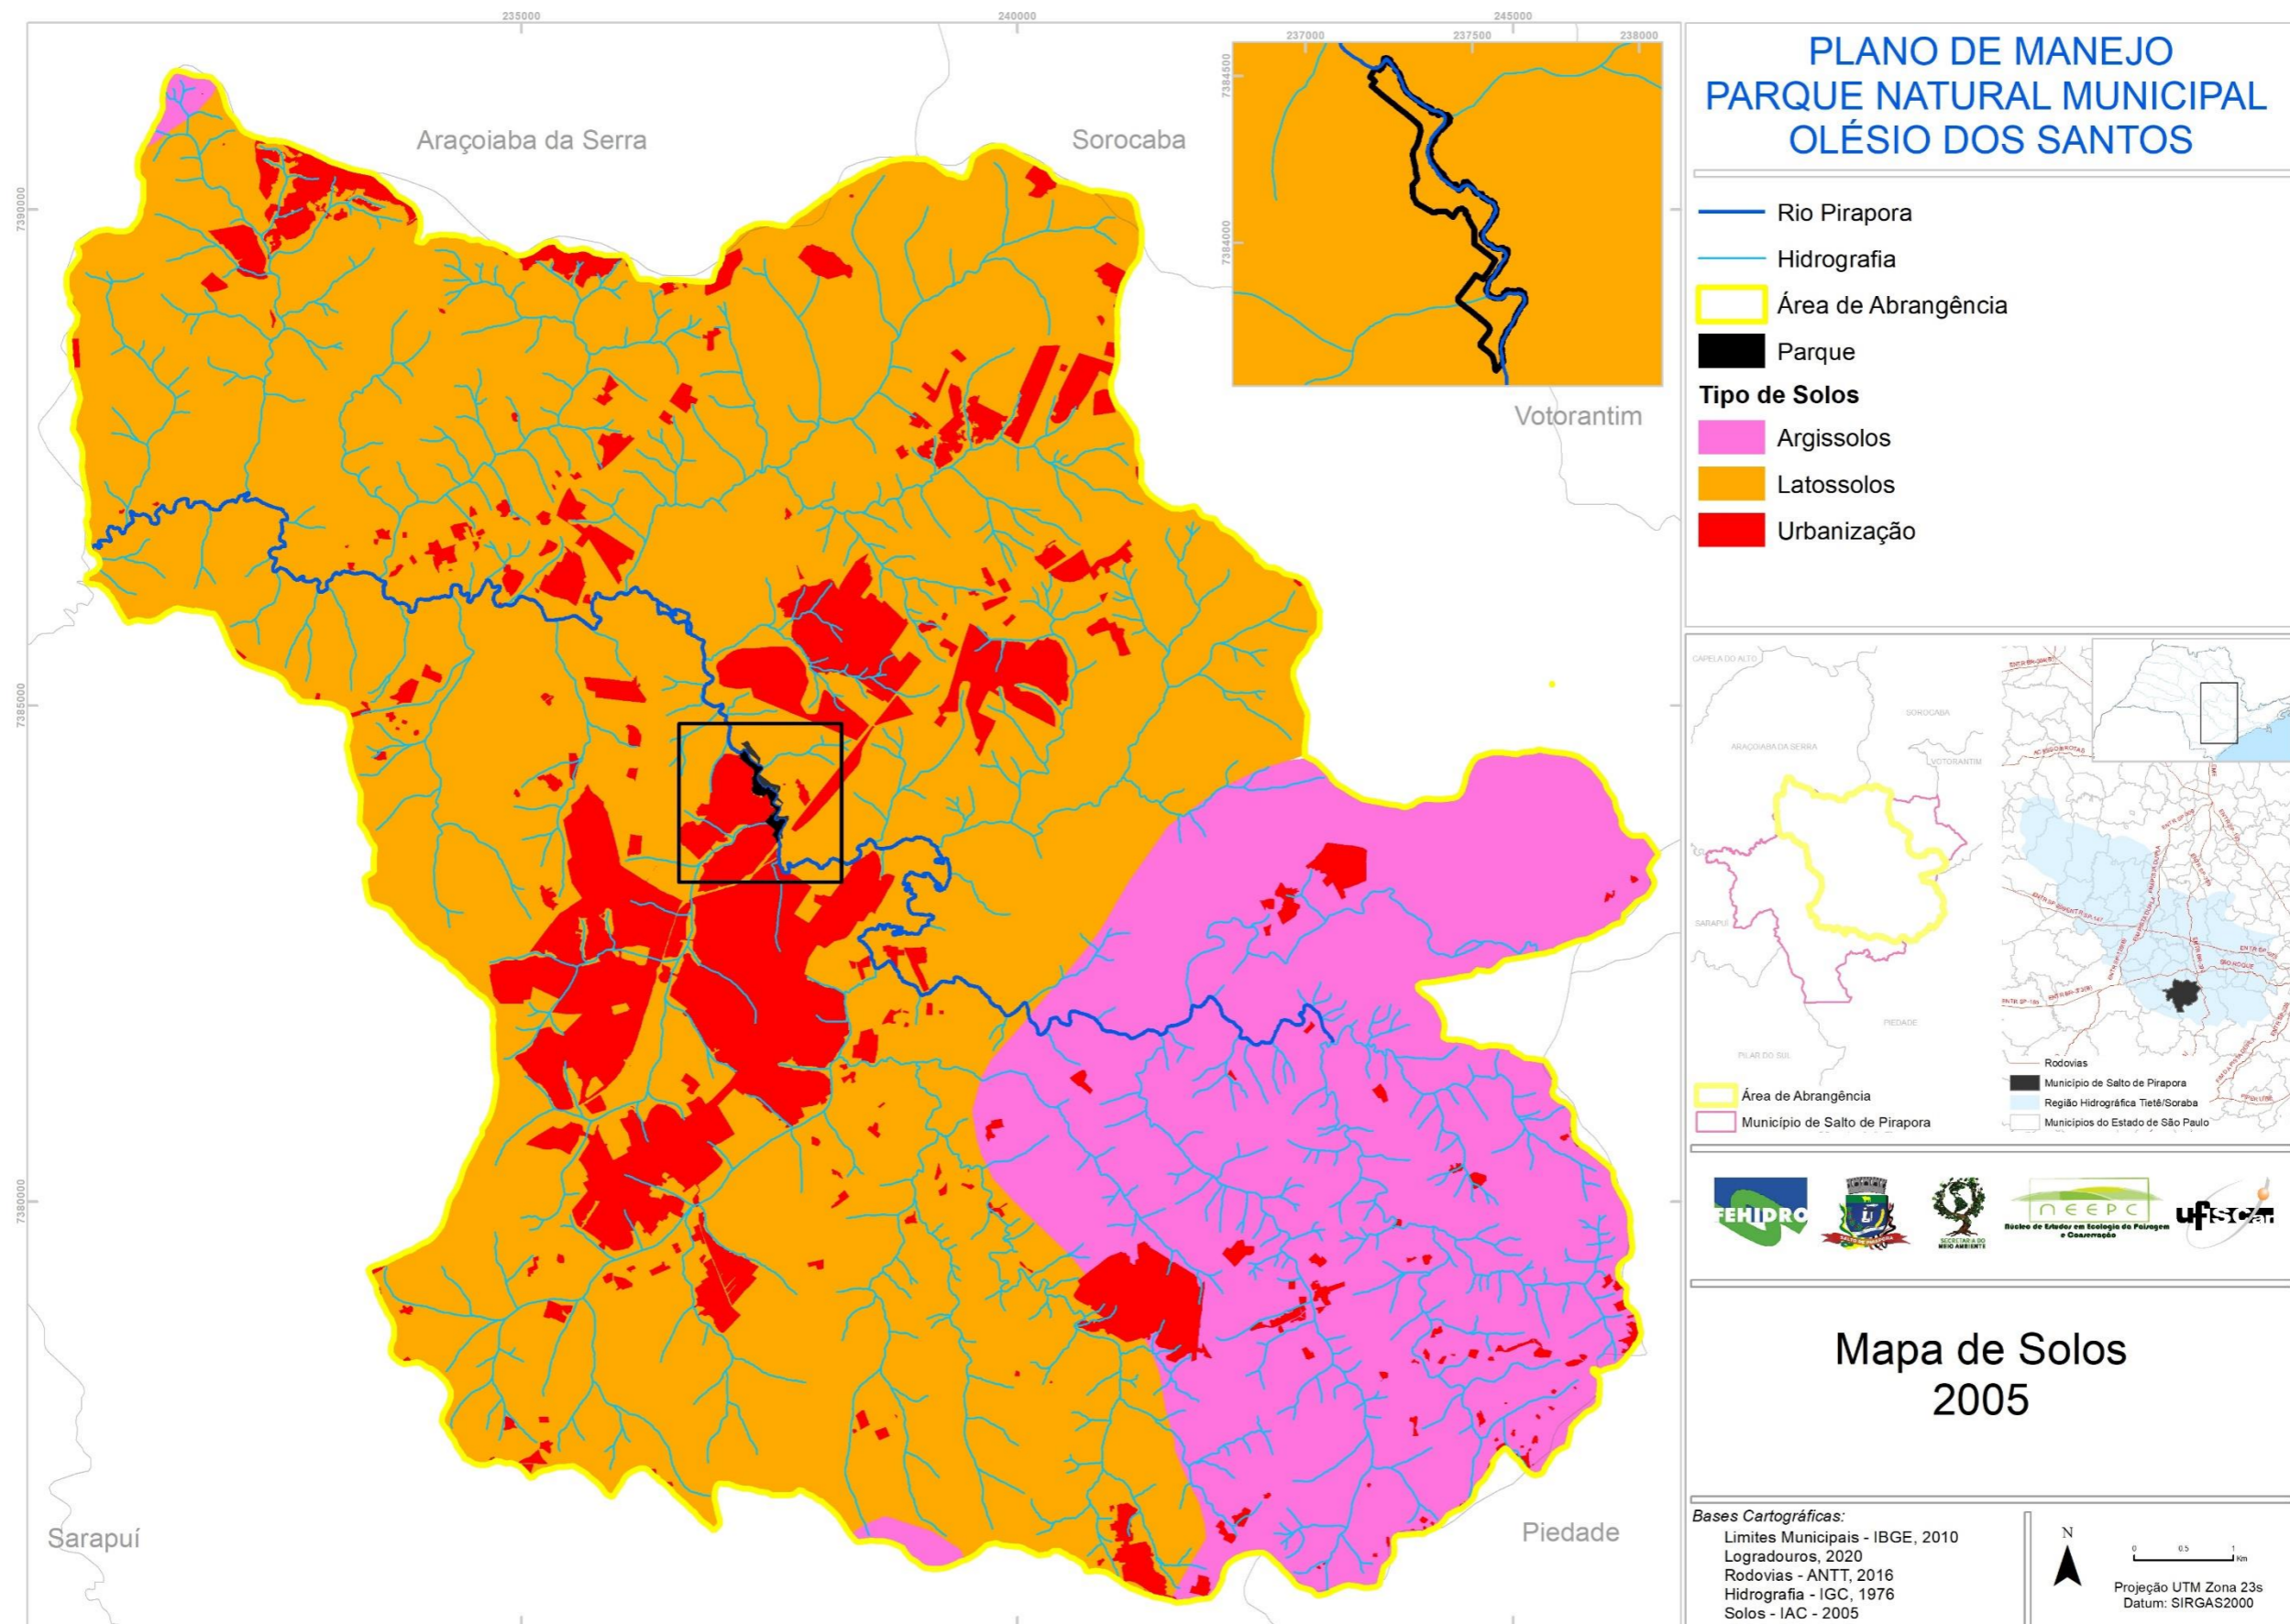 235000
240000
245000
7390000
7385000
7380000
Araçoiaba da Serra
Sorocaba
Votorantim
Piedade
Sarapuí
237000
237500
238000
7384500
7384000
PLANO DE MANEJO
PARQUE NATURAL MUNICIPAL
OLÉSIO DOS SANTOS
Rio Pirapora
Hidrografia
Área de Abrangência
Parque
Tipo de Solos
Argissolos
Latossolos
Urbanização
CAPELA DO ALTO
SOROCABA
ARAÇOIABA DA SERRA
VOTORANTIM
SARAPUÍ
PIEDADE
PILAR DO SUL
Área de Abrangência
Município de Salto de Pirapora
Rodovias
Município de Salto de Pirapora
Região Hidrográfica Tietê/Soraba
Municípios do Estado de São Paulo
FEHIDRO
SECRETARIA DO
MEIO AMBIENTE
NEEPC
Núcleo de Estudos em Ecologia da Paisagem
e Conservação
ufscar
Mapa de Solos
2005
Bases Cartográficas:
Limites Municipais - IBGE, 2010
Logradouros, 2020
Rodovias - ANTT, 2016
Hidrografia - IGC, 1976
Solos - IAC - 2005
N
0 0.5 1
Km
Projeção UTM Zona 23s
Datum: SIRGAS2000